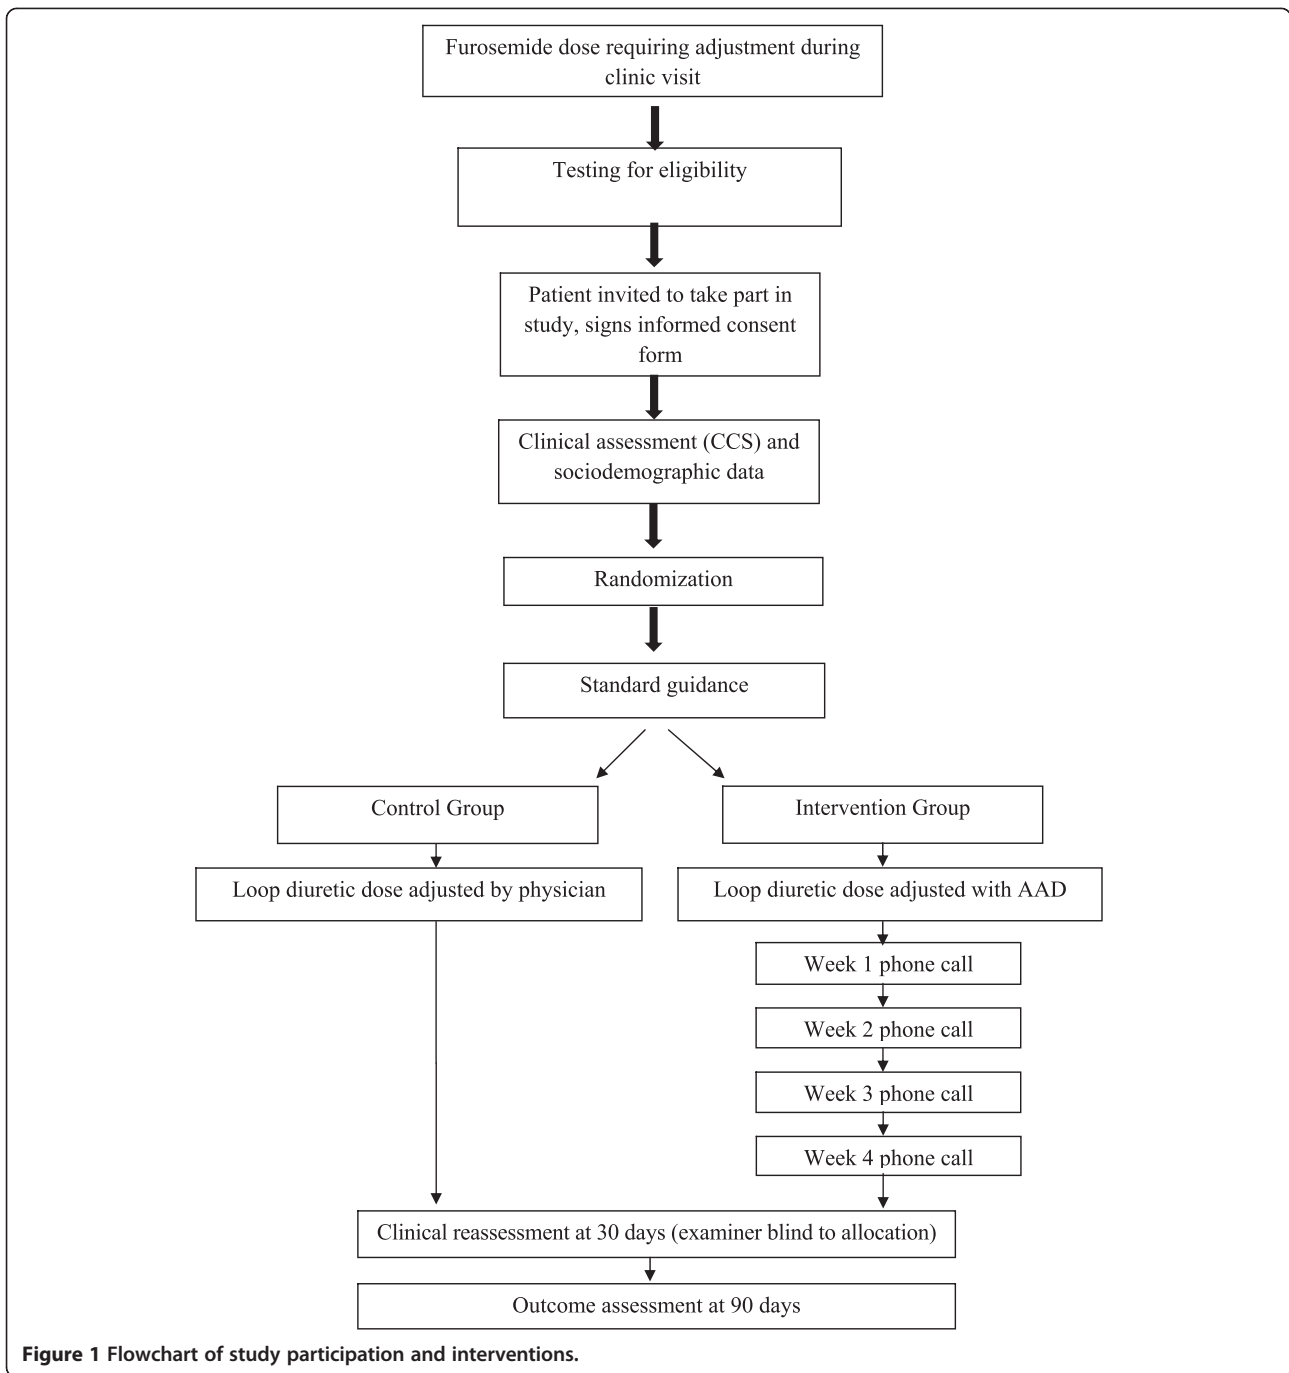 Furosemide dose requiring adjustment during
clinic visit
Testing for eligibility
Patient invited to take part in
study, signs informed consent
form
Clinical assessment (CCS) and
sociodemographic data
Randomization
Standard guidance
Control Group
Intervention Group
Loop diuretic dose adjusted by physician
Loop diuretic dose adjusted with AAD
Week 1 phone call
Week 2 phone call
Week 3 phone call
Week 4 phone call
Clinical reassessment at 30 days (examiner blind to allocation)
Outcome assessment at 90 days
Figure 1 Flowchart of study participation and interventions.